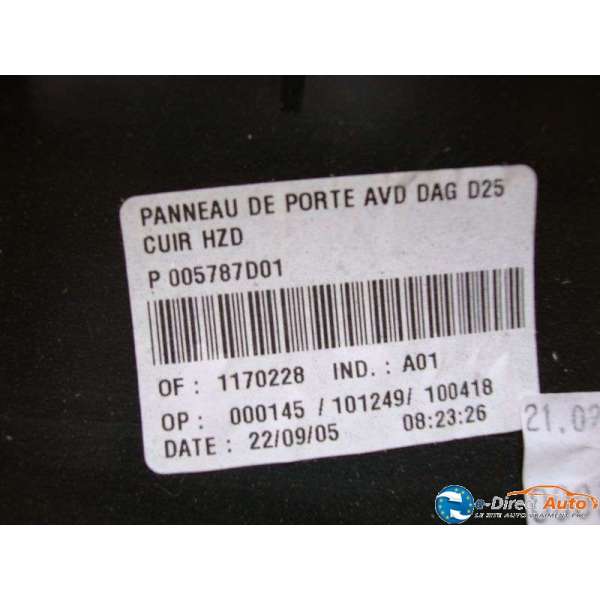 PANNEAU DE PORTE AVD DAG D25
CUIR HZD
P 005787D01
OF : 1170228 IND. : A01
OP : 000145 / 101249/ 100418
DATE : 22/09/05 08:23:26
e-Direct Auto